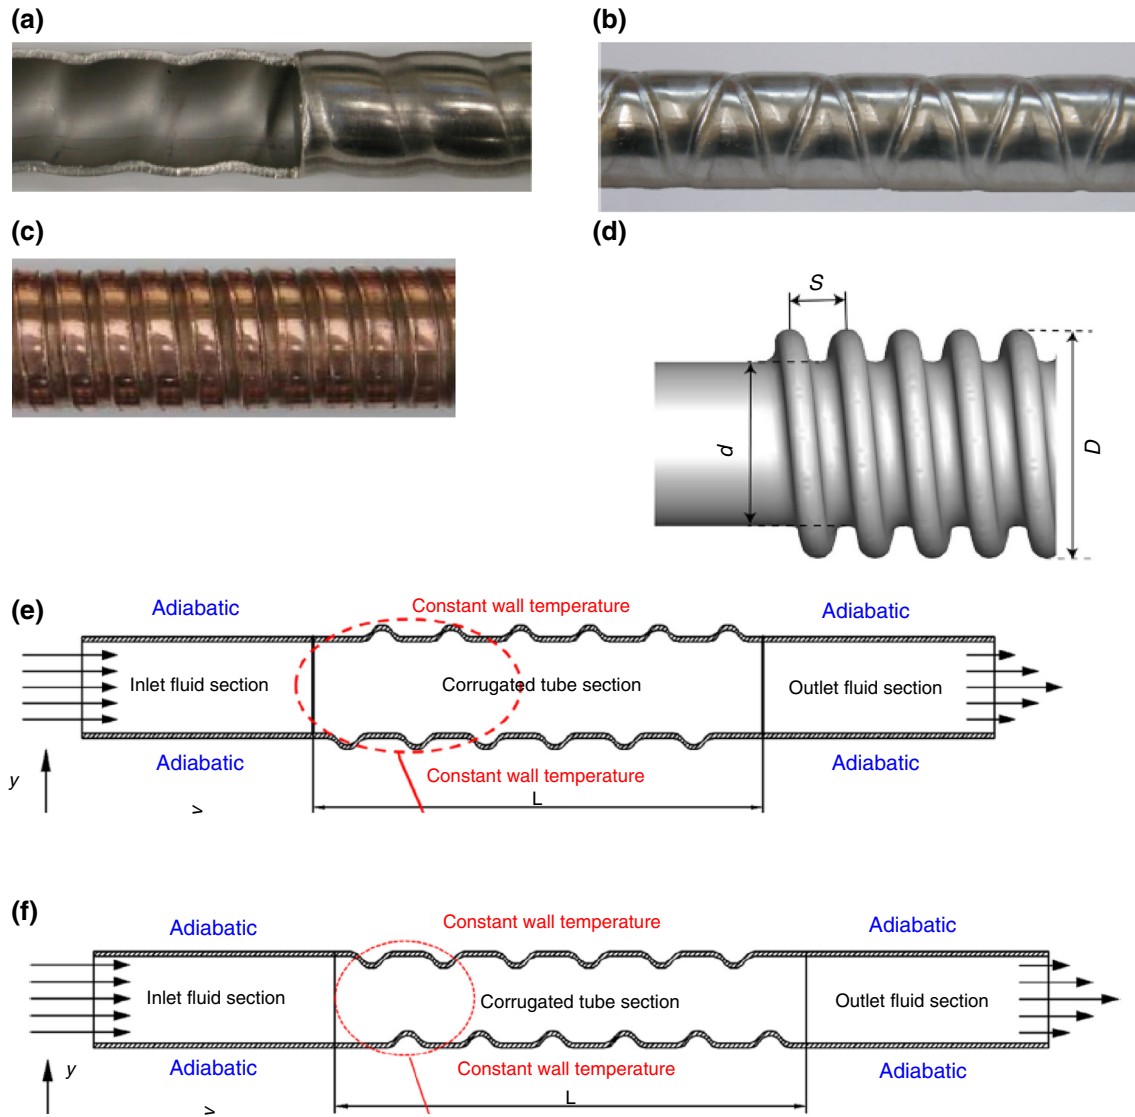 (a)
(b)
(c)
(d)
S
d
D
(e)
Adiabatic
Constant wall temperature
Adiabatic
Inlet fluid section
Corrugated tube section
Outlet fluid section
Adiabatic
Constant wall temperature
Adiabatic
y
v
L
(f)
Adiabatic
Constant wall temperature
Adiabatic
Inlet fluid section
Corrugated tube section
Outlet fluid section
Adiabatic
Constant wall temperature
Adiabatic
y
v
L